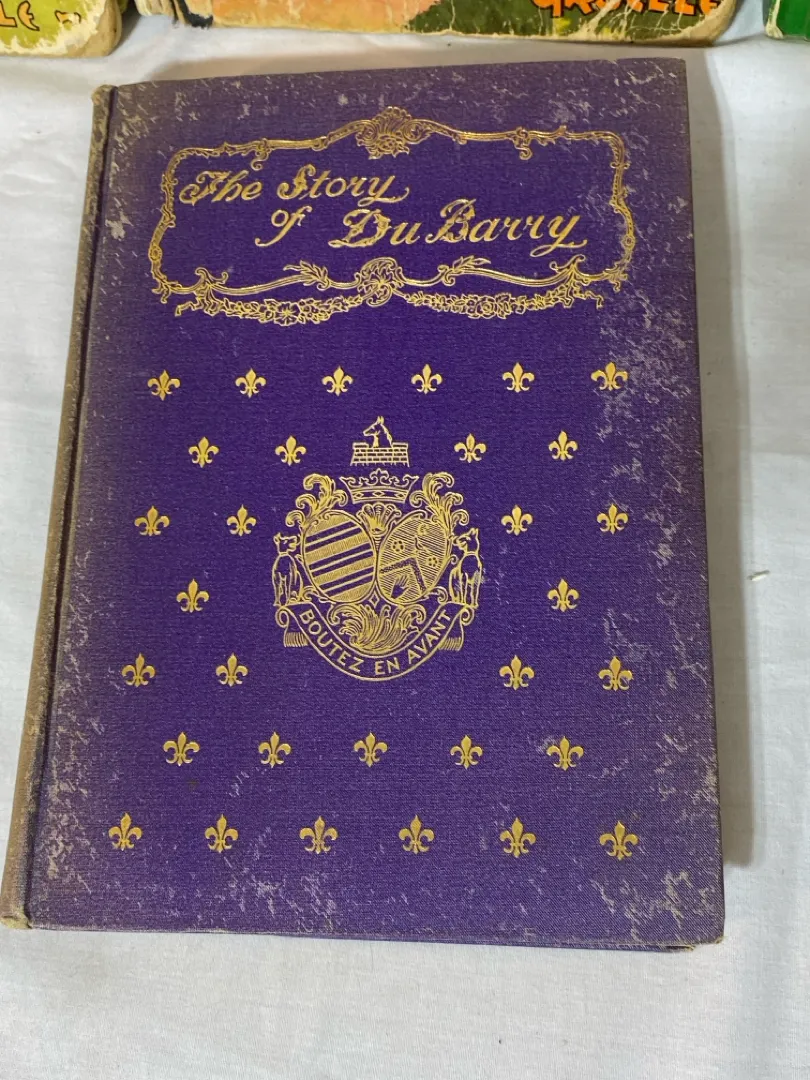 The Story
of Du Barry
BOUTEZ EN AVANT